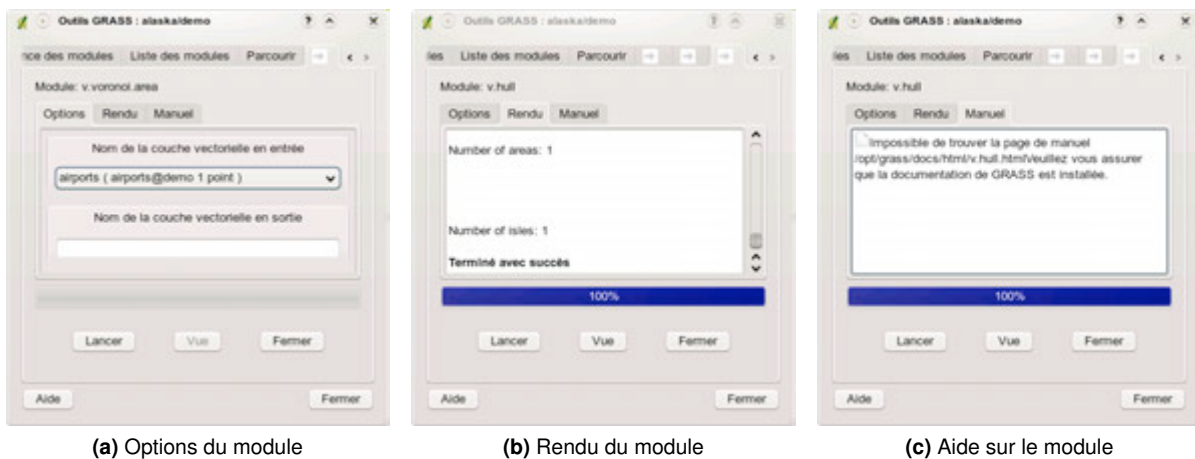 Outils GRASS : alaska/demo
nce des modules Liste des modules Parcourir
Module: v.voronoi.area
Options Rendu Manuel
Nom de la couche vectorielle en entrée
airports ( airports@demo 1 point )
Nom de la couche vectorielle en sortie
Lancer Vue Fermer
Aide Fermer
(a) Options du module
Outils GRASS : alaska/demo
les Liste des modules Parcourir
Module: v.hull
Options Rendu Manuel
Number of areas: 1
Number of isles: 1
Terminé avec succès
100%
Lancer Vue Fermer
Aide Fermer
(b) Rendu du module
Outils GRASS : alaska/demo
les Liste des modules Parcourir
Module: v.hull
Options Rendu Manuel
Impossible de trouver la page de manuel
/opt/grass/docs/html/v.hull.htmlVeuillez vous assurer
que la documentation de GRASS est installée.
100%
Lancer Vue Fermer
Aide Fermer
(c) Aide sur le module